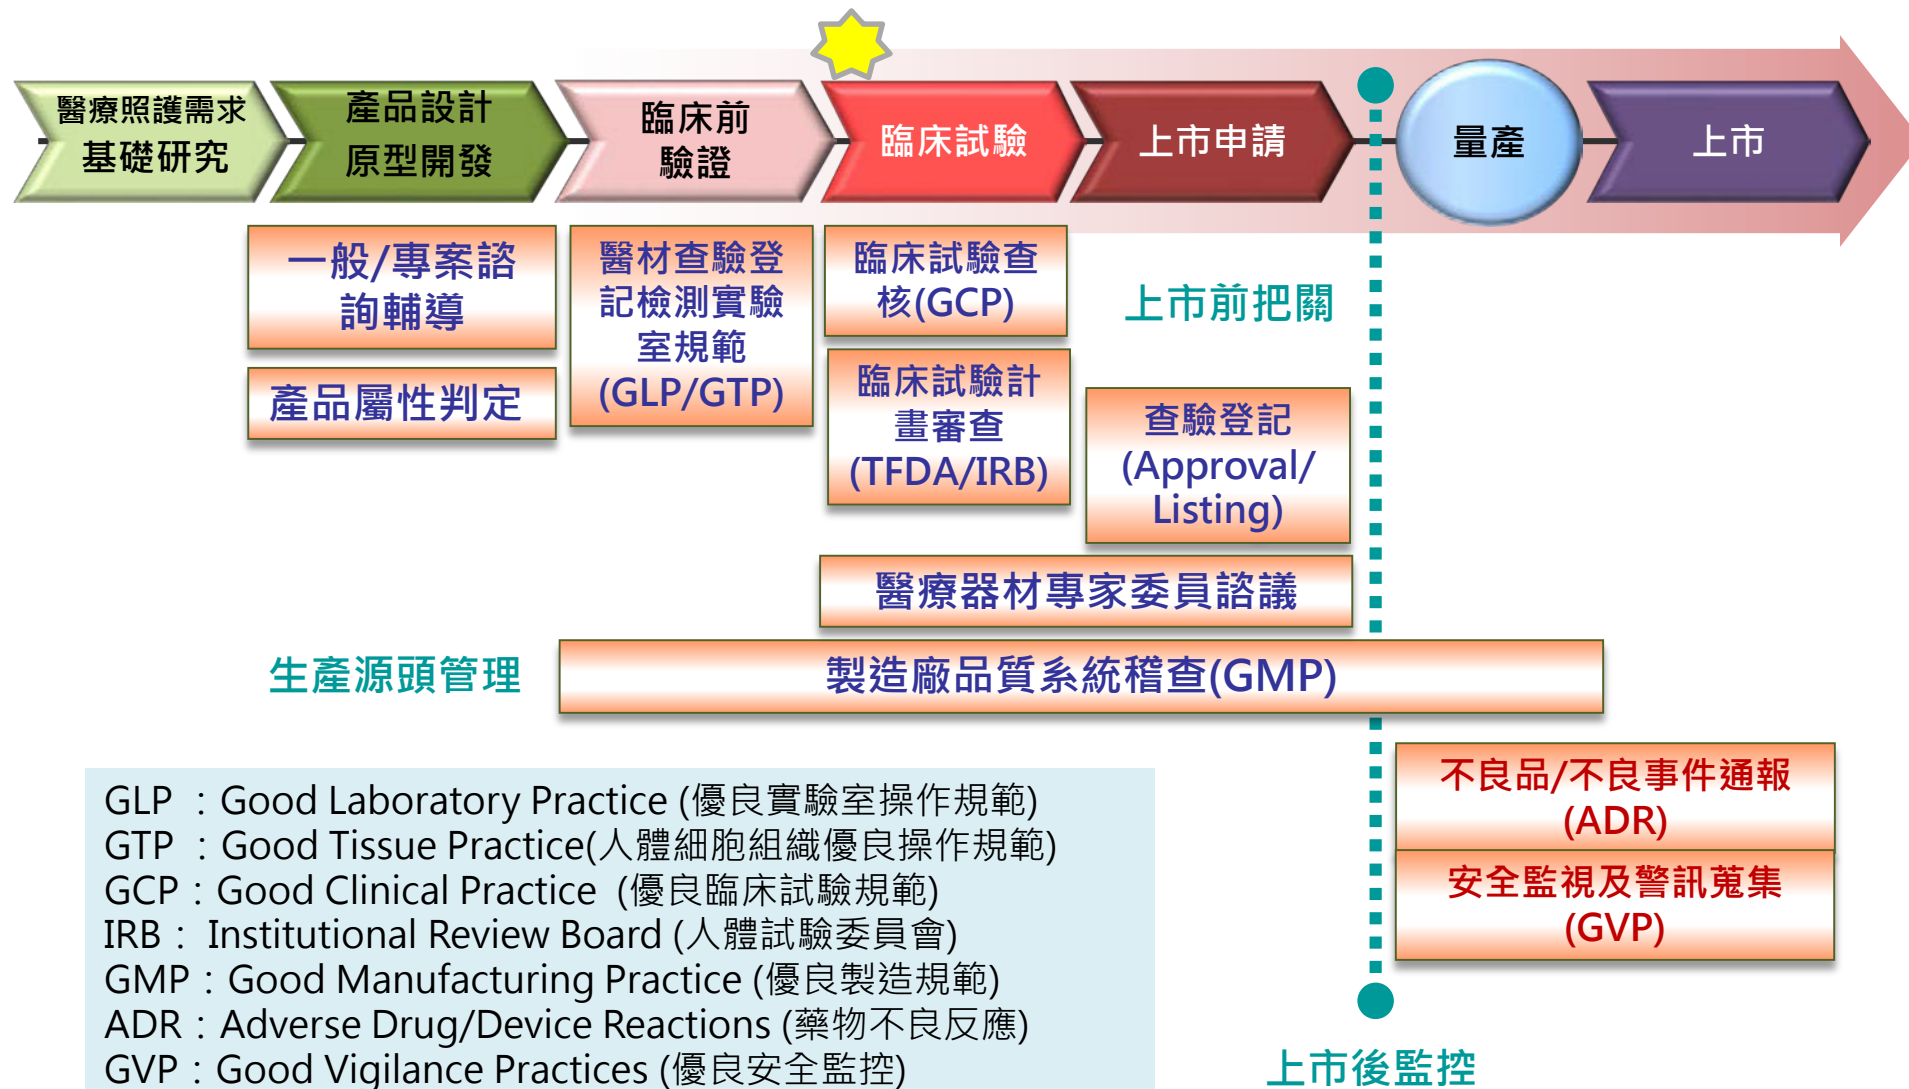 醫療照護需求
基礎研究
產品設計
原型開發
臨床前
驗證
臨床試驗
上市申請
量產
上市
一般/專案諮
詢輔導
產品屬性判定
醫材查驗登
記檢測實驗
室規範
(GLP/GTP)
臨床試驗查
核(GCP)
臨床試驗計
畫審查
(TFDA/IRB)
上市前把關
查驗登記
(Approval/
Listing)
醫療器材專家委員諮議
生產源頭管理
製造廠品質系統稽查(GMP)
不良品/不良事件通報
(ADR)
安全監視及警訊蒐集
(GVP)
GLP ：Good Laboratory Practice (優良實驗室操作規範)
GTP ：Good Tissue Practice(人體細胞組織優良操作規範)
GCP：Good Clinical Practice (優良臨床試驗規範)
IRB： Institutional Review Board (人體試驗委員會)
GMP：Good Manufacturing Practice (優良製造規範)
ADR：Adverse Drug/Device Reactions (藥物不良反應)
GVP：Good Vigilance Practices (優良安全監控)
上市後監控